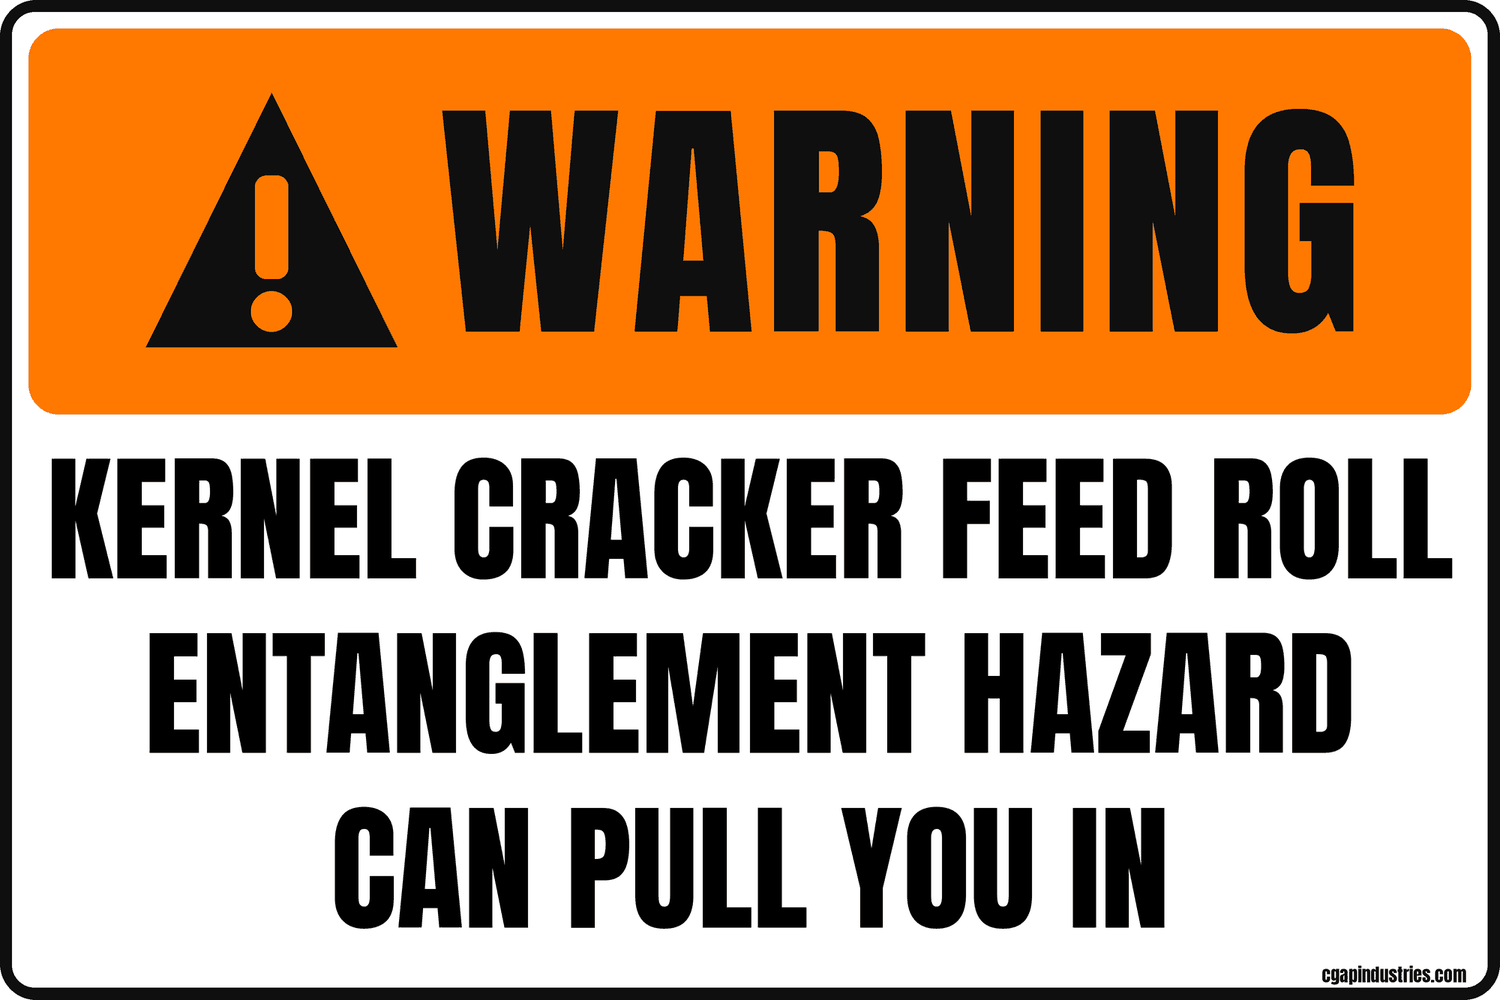 WARNING
KERNEL CRACKER FEED ROLL
ENTANGLEMENT HAZARD
CAN PULL YOU IN
cgapindustries.com